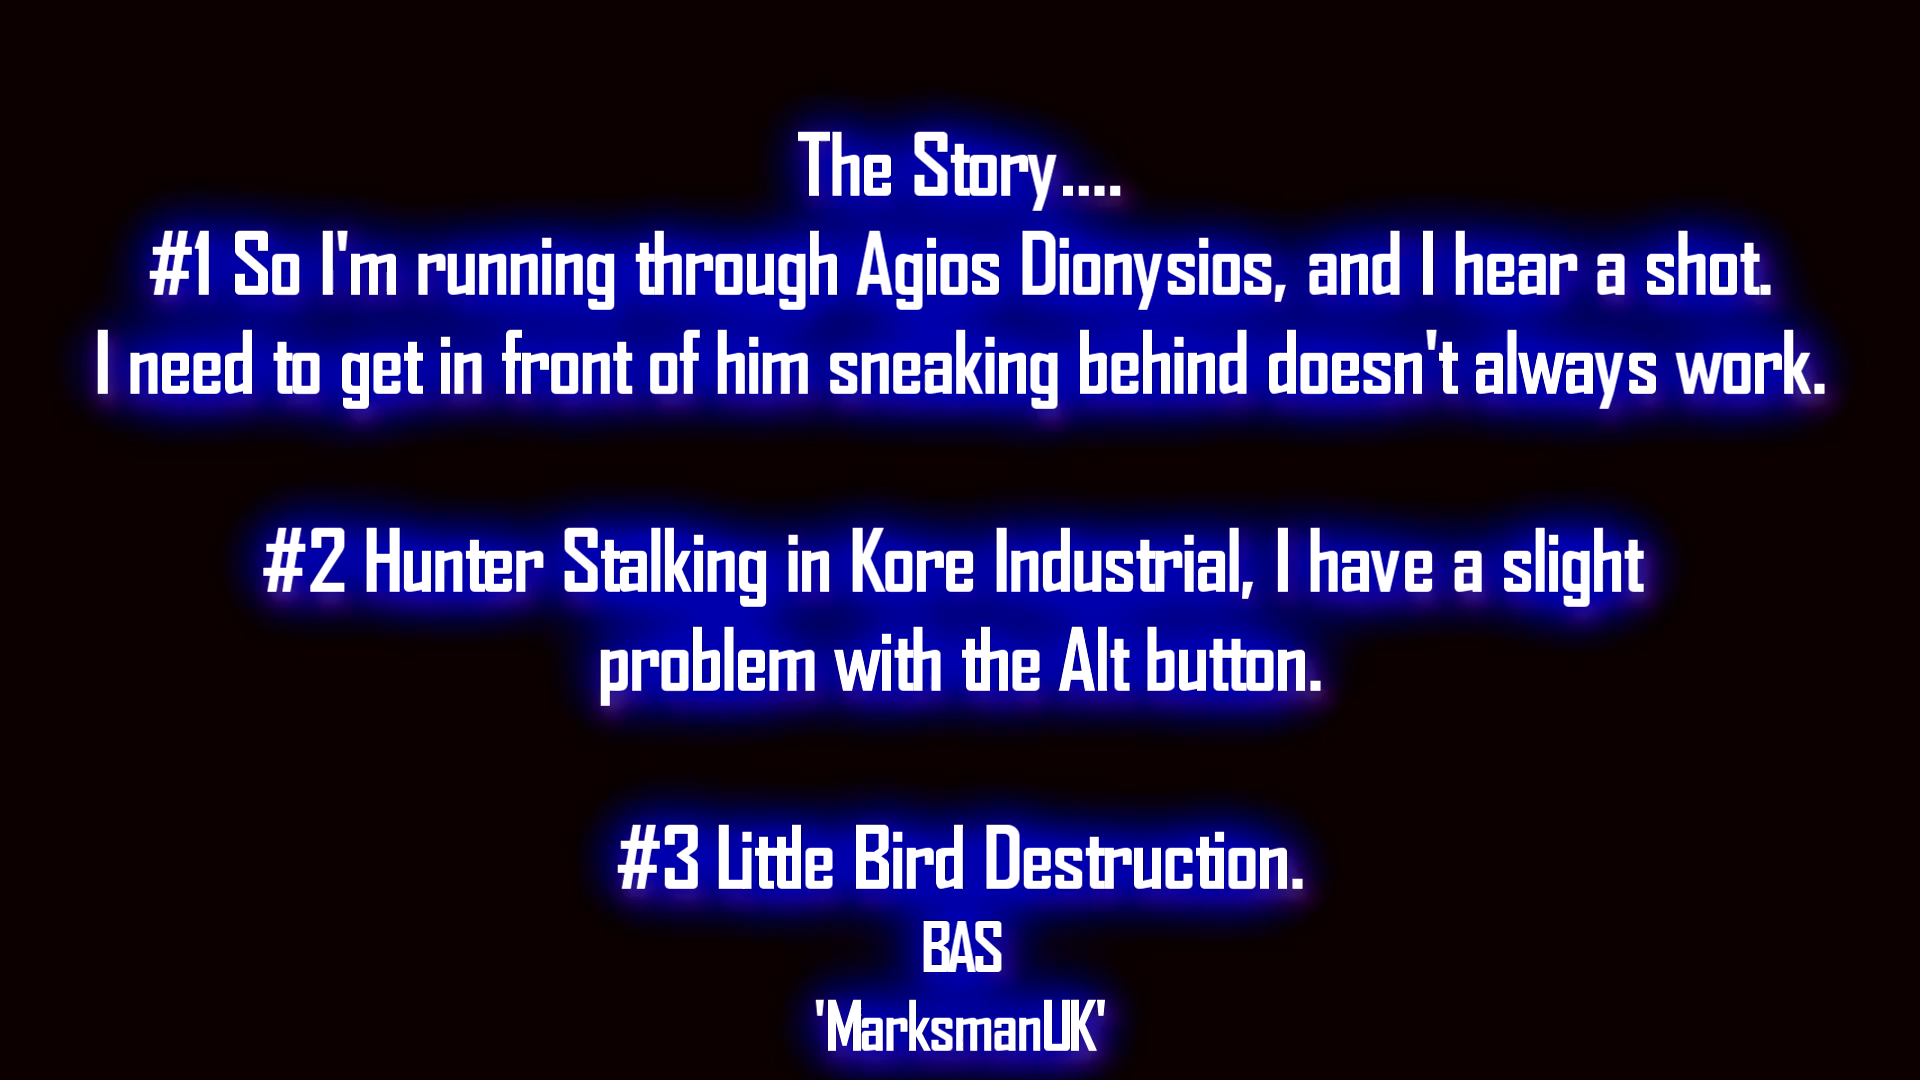 The Story....
#1 So I'm running through Agios Dionysios, and I hear a shot.
I need to get in front of him sneaking behind doesn't always work.
#2 Hunter Stalking in Kore Industrial, I have a slight
problem with the Alt button.
#3 Little Bird Destruction.
BAS
'MarksmanUK'